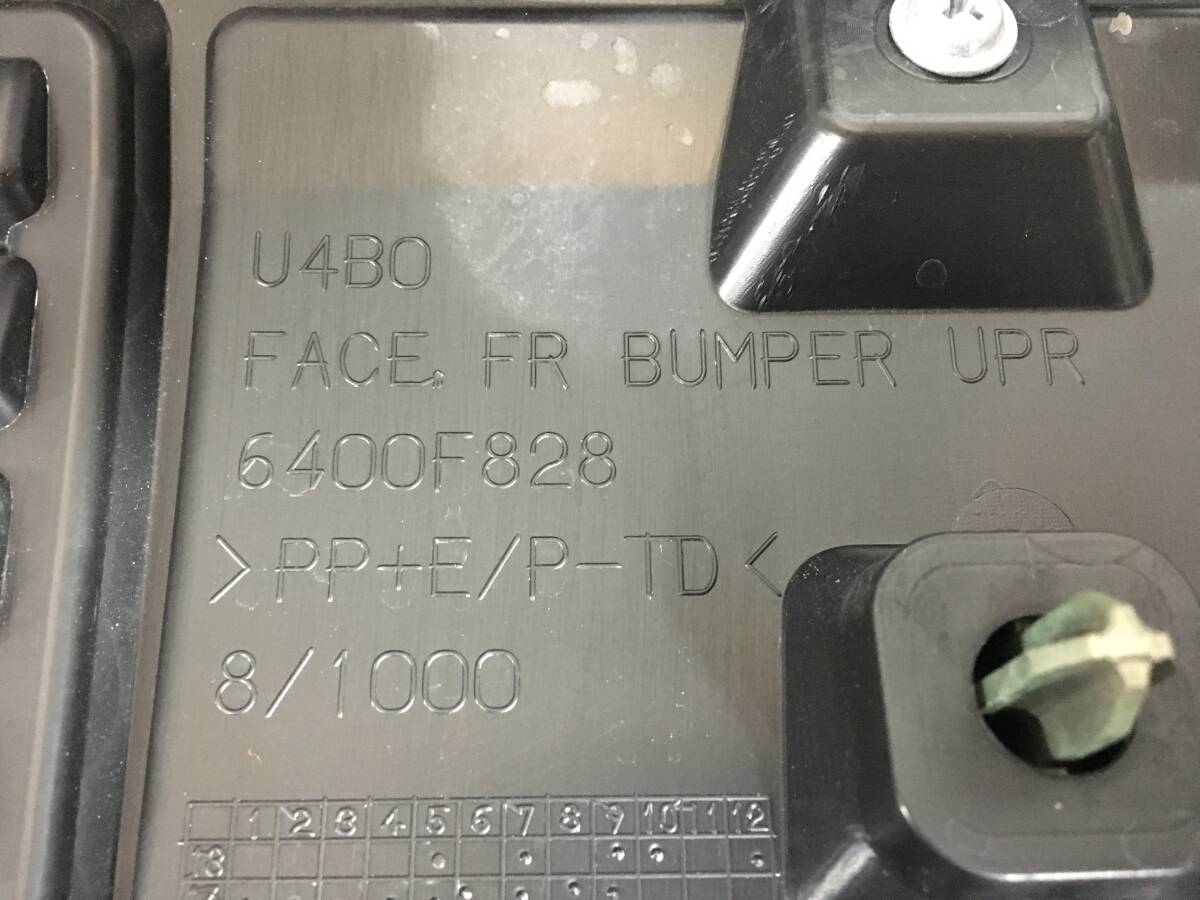 U4B0
FACE, FR BUMPER UPR
6400F828
>PP+E/P-TD<
8/1000
1 2 3 4 5 6 7 8 9 10 11 12